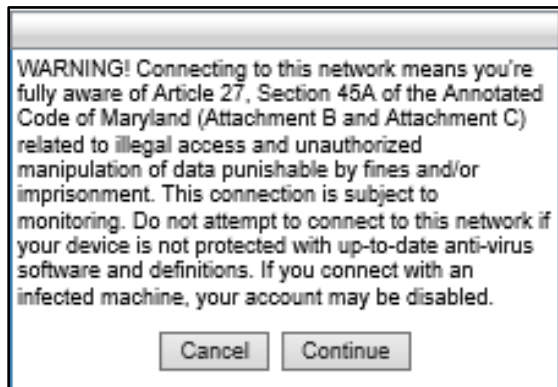 WARNING! Connecting to this network means you're
fully aware of Article 27, Section 45A of the Annotated
Code of Maryland (Attachment B and Attachment C)
related to illegal access and unauthorized
manipulation of data punishable by fines and/or
imprisonment. This connection is subject to
monitoring. Do not attempt to connect to this network if
your device is not protected with up-to-date anti-virus
software and definitions. If you connect with an
infected machine, your account may be disabled.
Cancel Continue